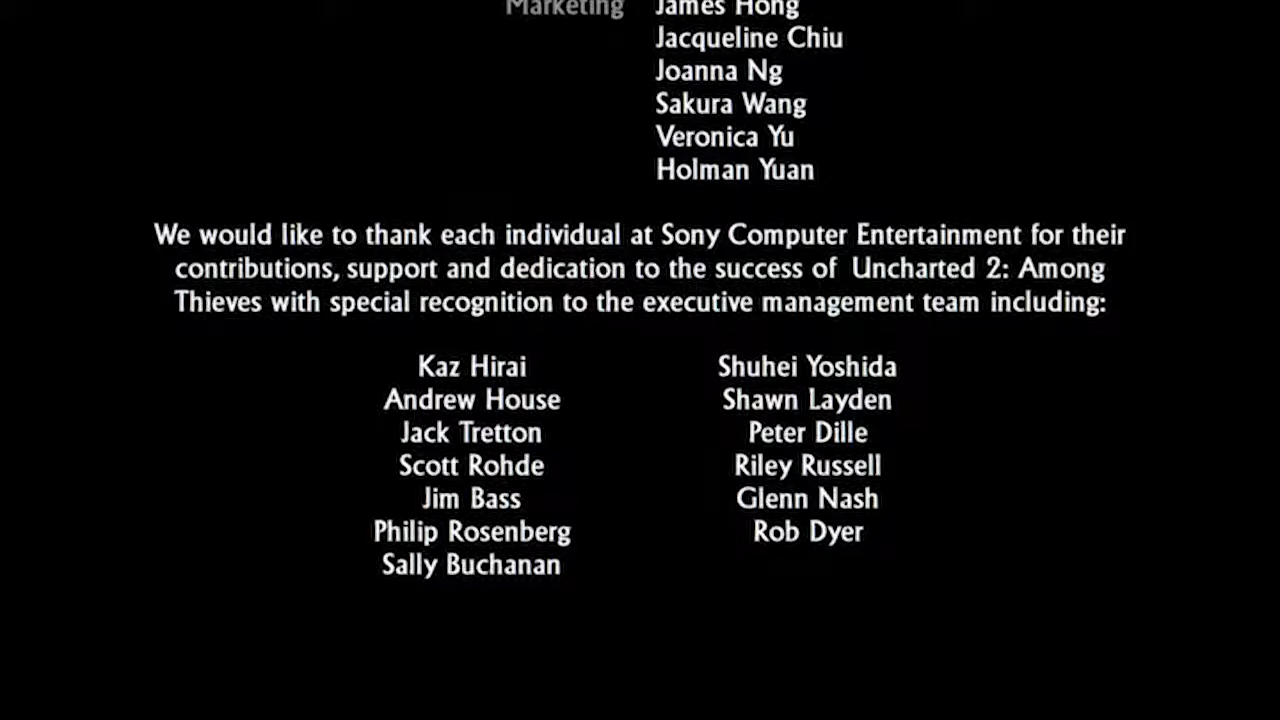 Marketing James Hong
Jacqueline Chiu
Joanna Ng
Sakura Wang
Veronica Yu
Holman Yuan
We would like to thank each individual at Sony Computer Entertainment for their
contributions, support and dedication to the success of Uncharted 2: Among
Thieves with special recognition to the executive management team including:
Kaz Hirai Shuhei Yoshida
Andrew House Shawn Layden
Jack Tretton Peter Dille
Scott Rohde Riley Russell
Jim Bass Glenn Nash
Philip Rosenberg Rob Dyer
Sally Buchanan